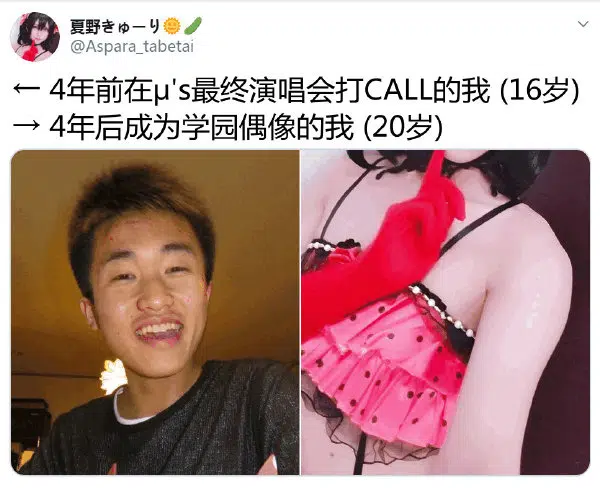 夏野きゅーり🌞🥒
@Aspara_tabetai
← 4年前在μ's最终演唱会打CALL的我 (16岁)
→ 4年后成为学园偶像的我 (20岁)